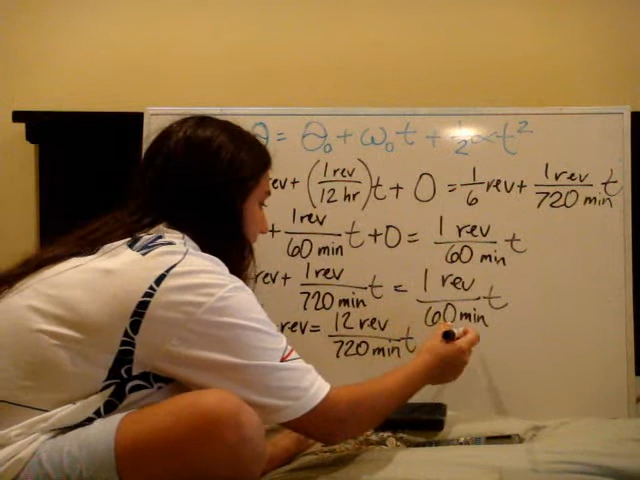 θ = θ₀ + ω₀t + ½αt²
rev + (1 rev / 12 hr)t + 0 = 1/6 rev + 1 rev / 720 min t
+ 1 rev / 60 min t + 0 = 1 rev / 60 min t
rev + 1 rev / 720 min t = 1 rev / 60 min t
rev = 12 rev / 720 min t